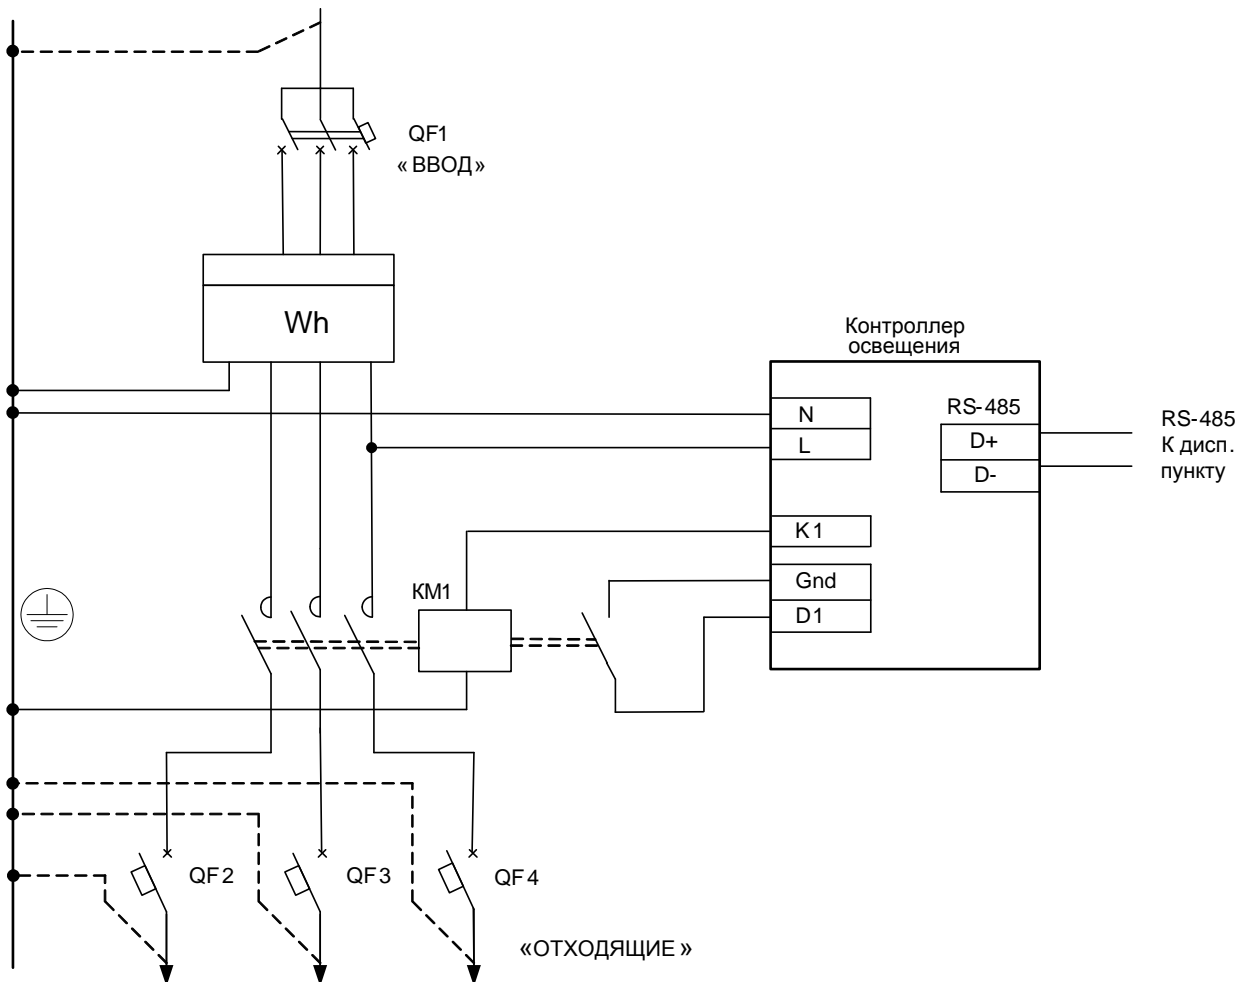 QF1
«ВВОД»
Wh
Контроллер
освещения
N
L
RS-485
D+
D-
RS-485
К дисп.
пункту
K1
Gnd
D1
КМ1
QF2
QF3
QF4
«ОТХОДЯЩИЕ»